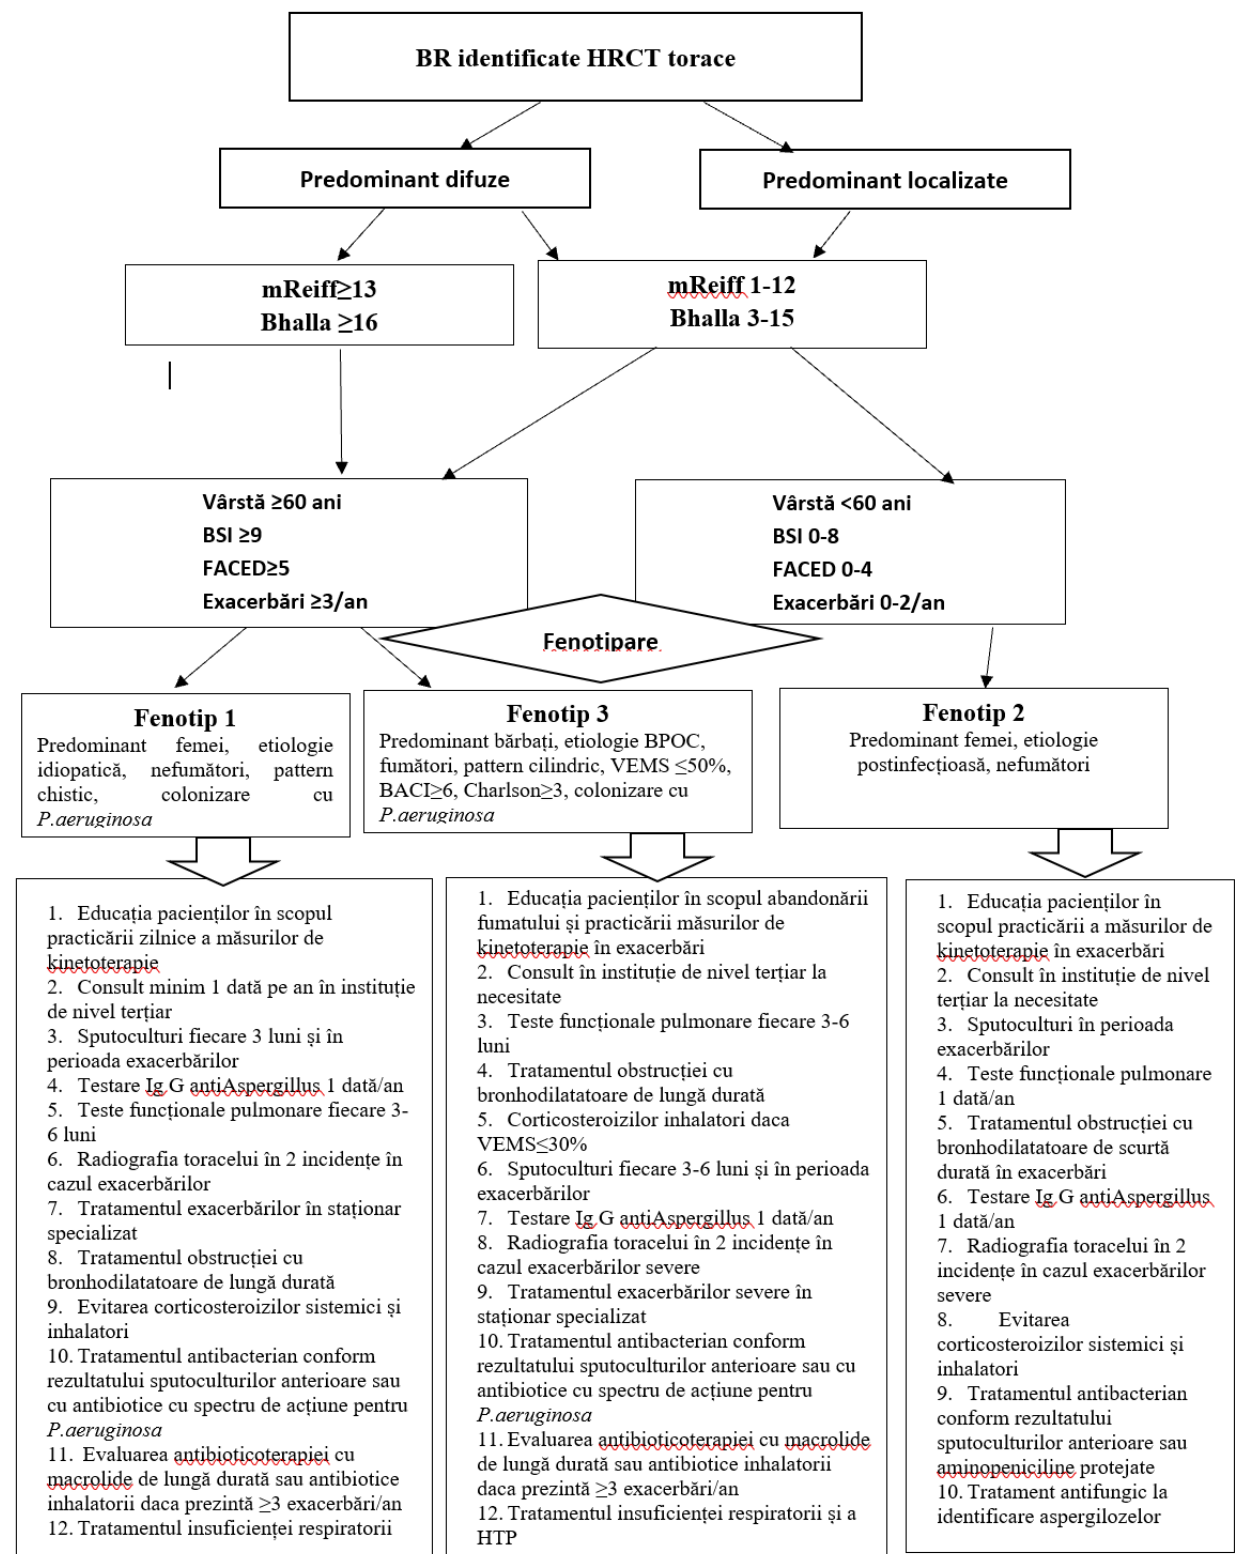 BR identificate HRCT torace
Predominant difuze
Predominant localizate
mReiff≥13
Bhalla ≥16
mReiff 1-12
Bhalla 3-15
Vârstă ≥60 ani
BSI ≥9
FACED≥5
Exacerbări ≥3/an
Vârstă <60 ani
BSI 0-8
FACED 0-4
Exacerbări 0-2/an
Fenotipare
Fenotip 1
Predominant femei, etiologie
idiopatică, nefumători, pattern
chistic, colonizare cu
P.aeruginosa
Fenotip 3
Predominant bărbați, etiologie BPOC,
fumători, pattern cilindric, VEMS ≤50%,
BACI≥6, Charlson≥3, colonizare cu
P.aeruginosa
Fenotip 2
Predominant femei, etiologie
postinfecțioasă, nefumători
1. Educația pacienților în scopul
practicării zilnice a măsurilor de
kinetoterapie
2. Consult minim 1 dată pe an în instituție
de nivel terțiar
3. Sputoculturi fiecare 3 luni și în
perioada exacerbărilor
4. Testare Ig G antiAspergillus 1 dată/an
5. Teste funcționale pulmonare fiecare 3-
6 luni
6. Radiografia toracelui în 2 incidențe în
cazul exacerbărilor
7. Tratamentul exacerbărilor în staționar
specializat
8. Tratamentul obstrucției cu
bronhodilatatoare de lungă durată
9. Evitarea corticosteroizilor sistemici și
inhalatori
10. Tratamentul antibacterian conform
rezultatului sputoculturilor anterioare sau
cu antibiotice cu spectru de acțiune pentru
P.aeruginosa
11. Evaluarea antibioticoterapiei cu
macrolide de lungă durată sau antibiotice
inhalatorii daca prezintă ≥3 exacerbări/an
12. Tratamentul insuficienței respiratorii
1. Educația pacienților în scopul abandonării
fumatului și practicării măsurilor de
kinetoterapie în exacerbări
2. Consult în instituție de nivel terțiar la
necesitate
3. Teste funcționale pulmonare fiecare 3-6
luni
4. Tratamentul obstrucției cu
bronhodilatatoare de lungă durată
5. Corticosteroizilor inhalatori daca
VEMS≤30%
6. Sputoculturi fiecare 3-6 luni și în perioada
exacerbărilor
7. Testare Ig G antiAspergillus 1 dată/an
8. Radiografia toracelui în 2 incidențe în
cazul exacerbărilor severe
9. Tratamentul exacerbărilor severe în
staționar specializat
10. Tratamentul antibacterian conform
rezultatului sputoculturilor anterioare sau cu
antibiotice cu spectru de acțiune pentru
P.aeruginosa
11. Evaluarea antibioticoterapiei cu macrolide
de lungă durată sau antibiotice inhalatorii
daca prezintă ≥3 exacerbări/an
12. Tratamentul insuficienței respiratorii și a
HTP
1. Educația pacienților în
scopul practicării a măsurilor de
kinetoterapie în exacerbări
2. Consult în instituție de nivel
terțiar la necesitate
3. Sputoculturi în perioada
exacerbărilor
4. Teste funcționale pulmonare
1 dată/an
5. Tratamentul obstrucției cu
bronhodilatatoare de scurtă
durată în exacerbări
6. Testare Ig G antiAspergillus
1 dată/an
7. Radiografia toracelui în 2
incidențe în cazul exacerbărilor
severe
8. Evitarea
corticosteroizilor sistemici și
inhalatori
9. Tratamentul antibacterian
conform rezultatului
sputoculturilor anterioare sau
aminopeniciline protejate
10. Tratament antifungic la
identificare aspergilozelor